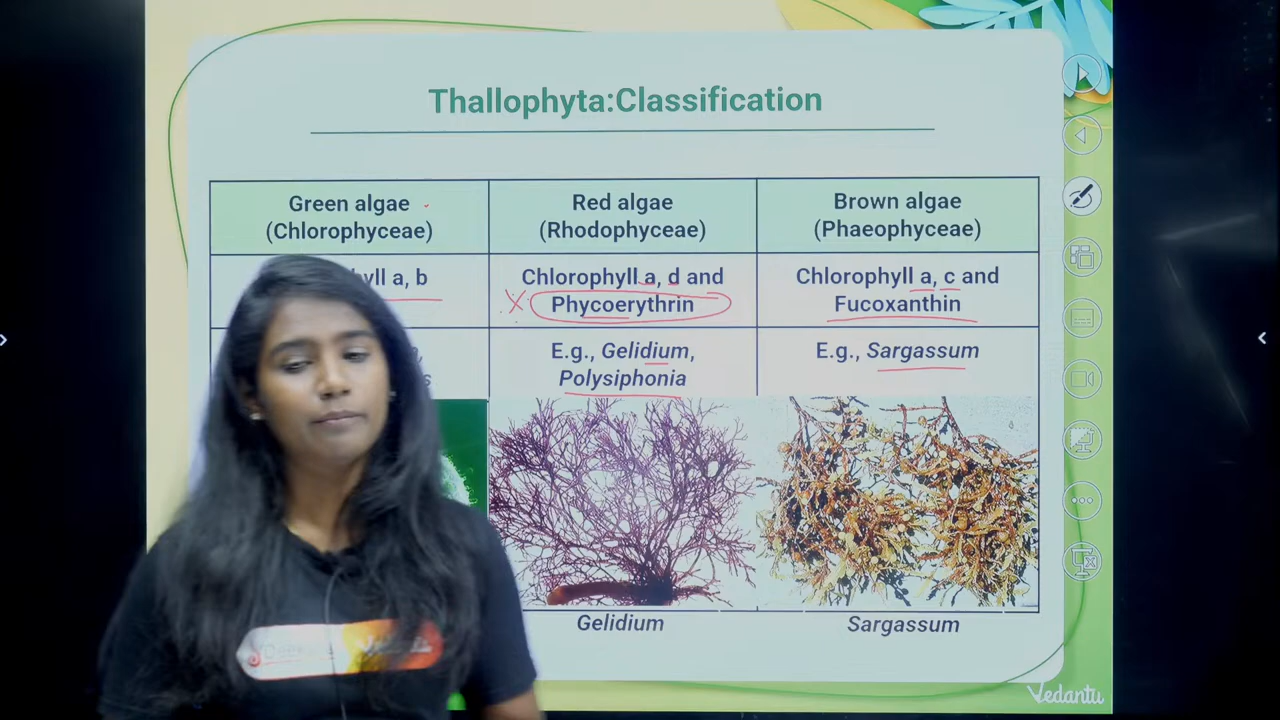 Thallophyta:Classification
Green algae
(Chlorophyceae)
Red algae
(Rhodophyceae)
Brown algae
(Phaeophyceae)
a, b
Chlorophyll a, d and
Phycoerythrin
Chlorophyll a, c and
Fucoxanthin
E.g., Gelidium,
Polysiphonia
E.g., Sargassum
Gelidium
Sargassum
Vedantu